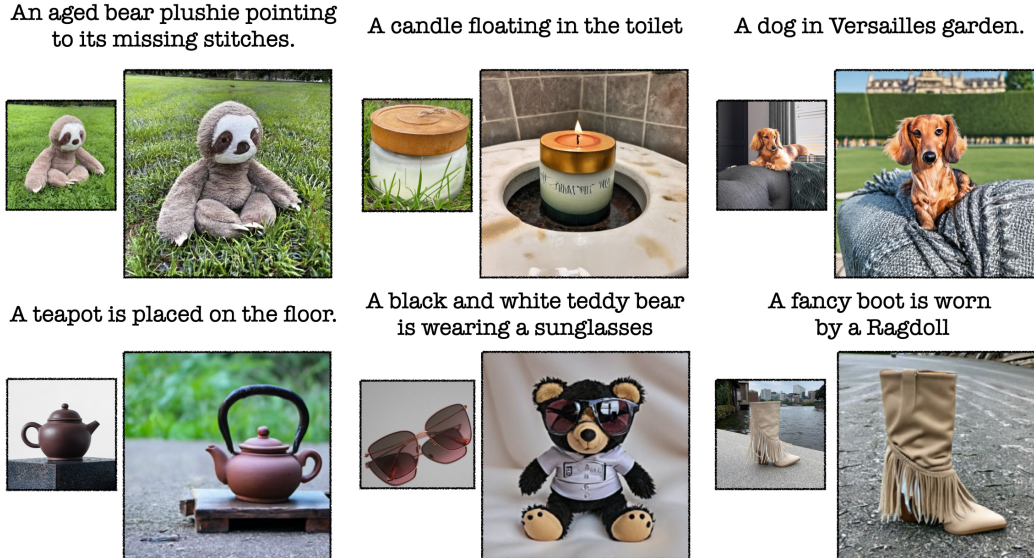 An aged bear plushie pointing
to its missing stitches.
A candle floating in the toilet
A dog in Versailles garden.
A teapot is placed on the floor.
A black and white teddy bear
is wearing a sunglasses
A fancy boot is worn
by a Ragdoll